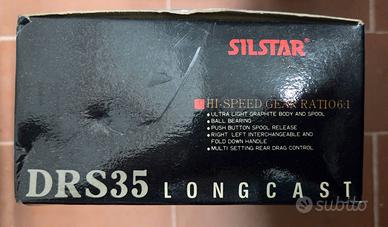 SILSTAR®
HI-SPEED GEAR RATIO 6:1
• ULTRA LIGHT GRAPHITE BODY AND SPOOL
• BALL BEARING
• PUSH BUTTON SPOOL RELEASE
• RIGHT LEFT INTERCHANGEABLE AND
FOLD DOWN HANDLE
• MULTI SETTING REAR DRAG CONTROL
DRS35 LONGCAST
subito